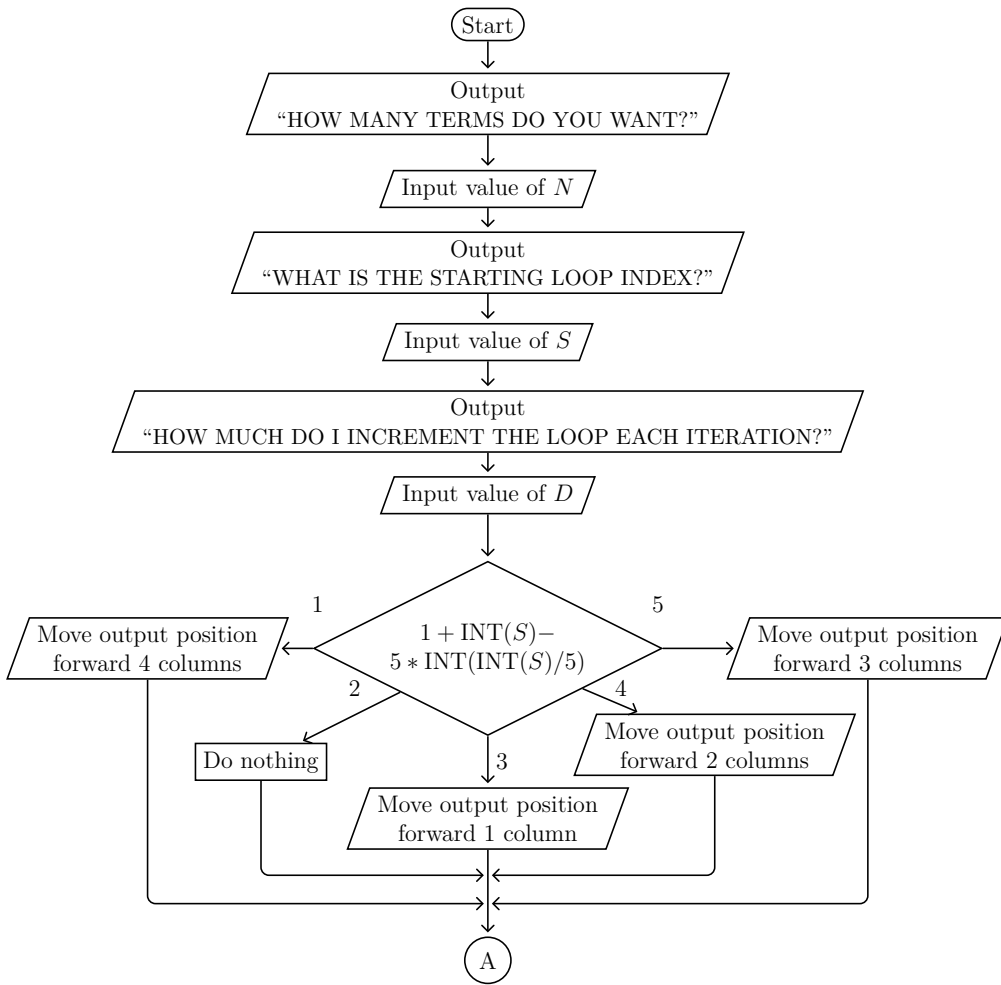 Start
Output
“HOW MANY TERMS DO YOU WANT?”
Input value of N
Output
“WHAT IS THE STARTING LOOP INDEX?”
Input value of S
Output
“HOW MUCH DO I INCREMENT THE LOOP EACH ITERATION?”
Input value of D
1 + INT(S)−
5 ∗ INT(INT(S)/5)
1
Move output position
forward 4 columns
2
Do nothing
3
Move output position
forward 1 column
4
Move output position
forward 2 columns
5
Move output position
forward 3 columns
A